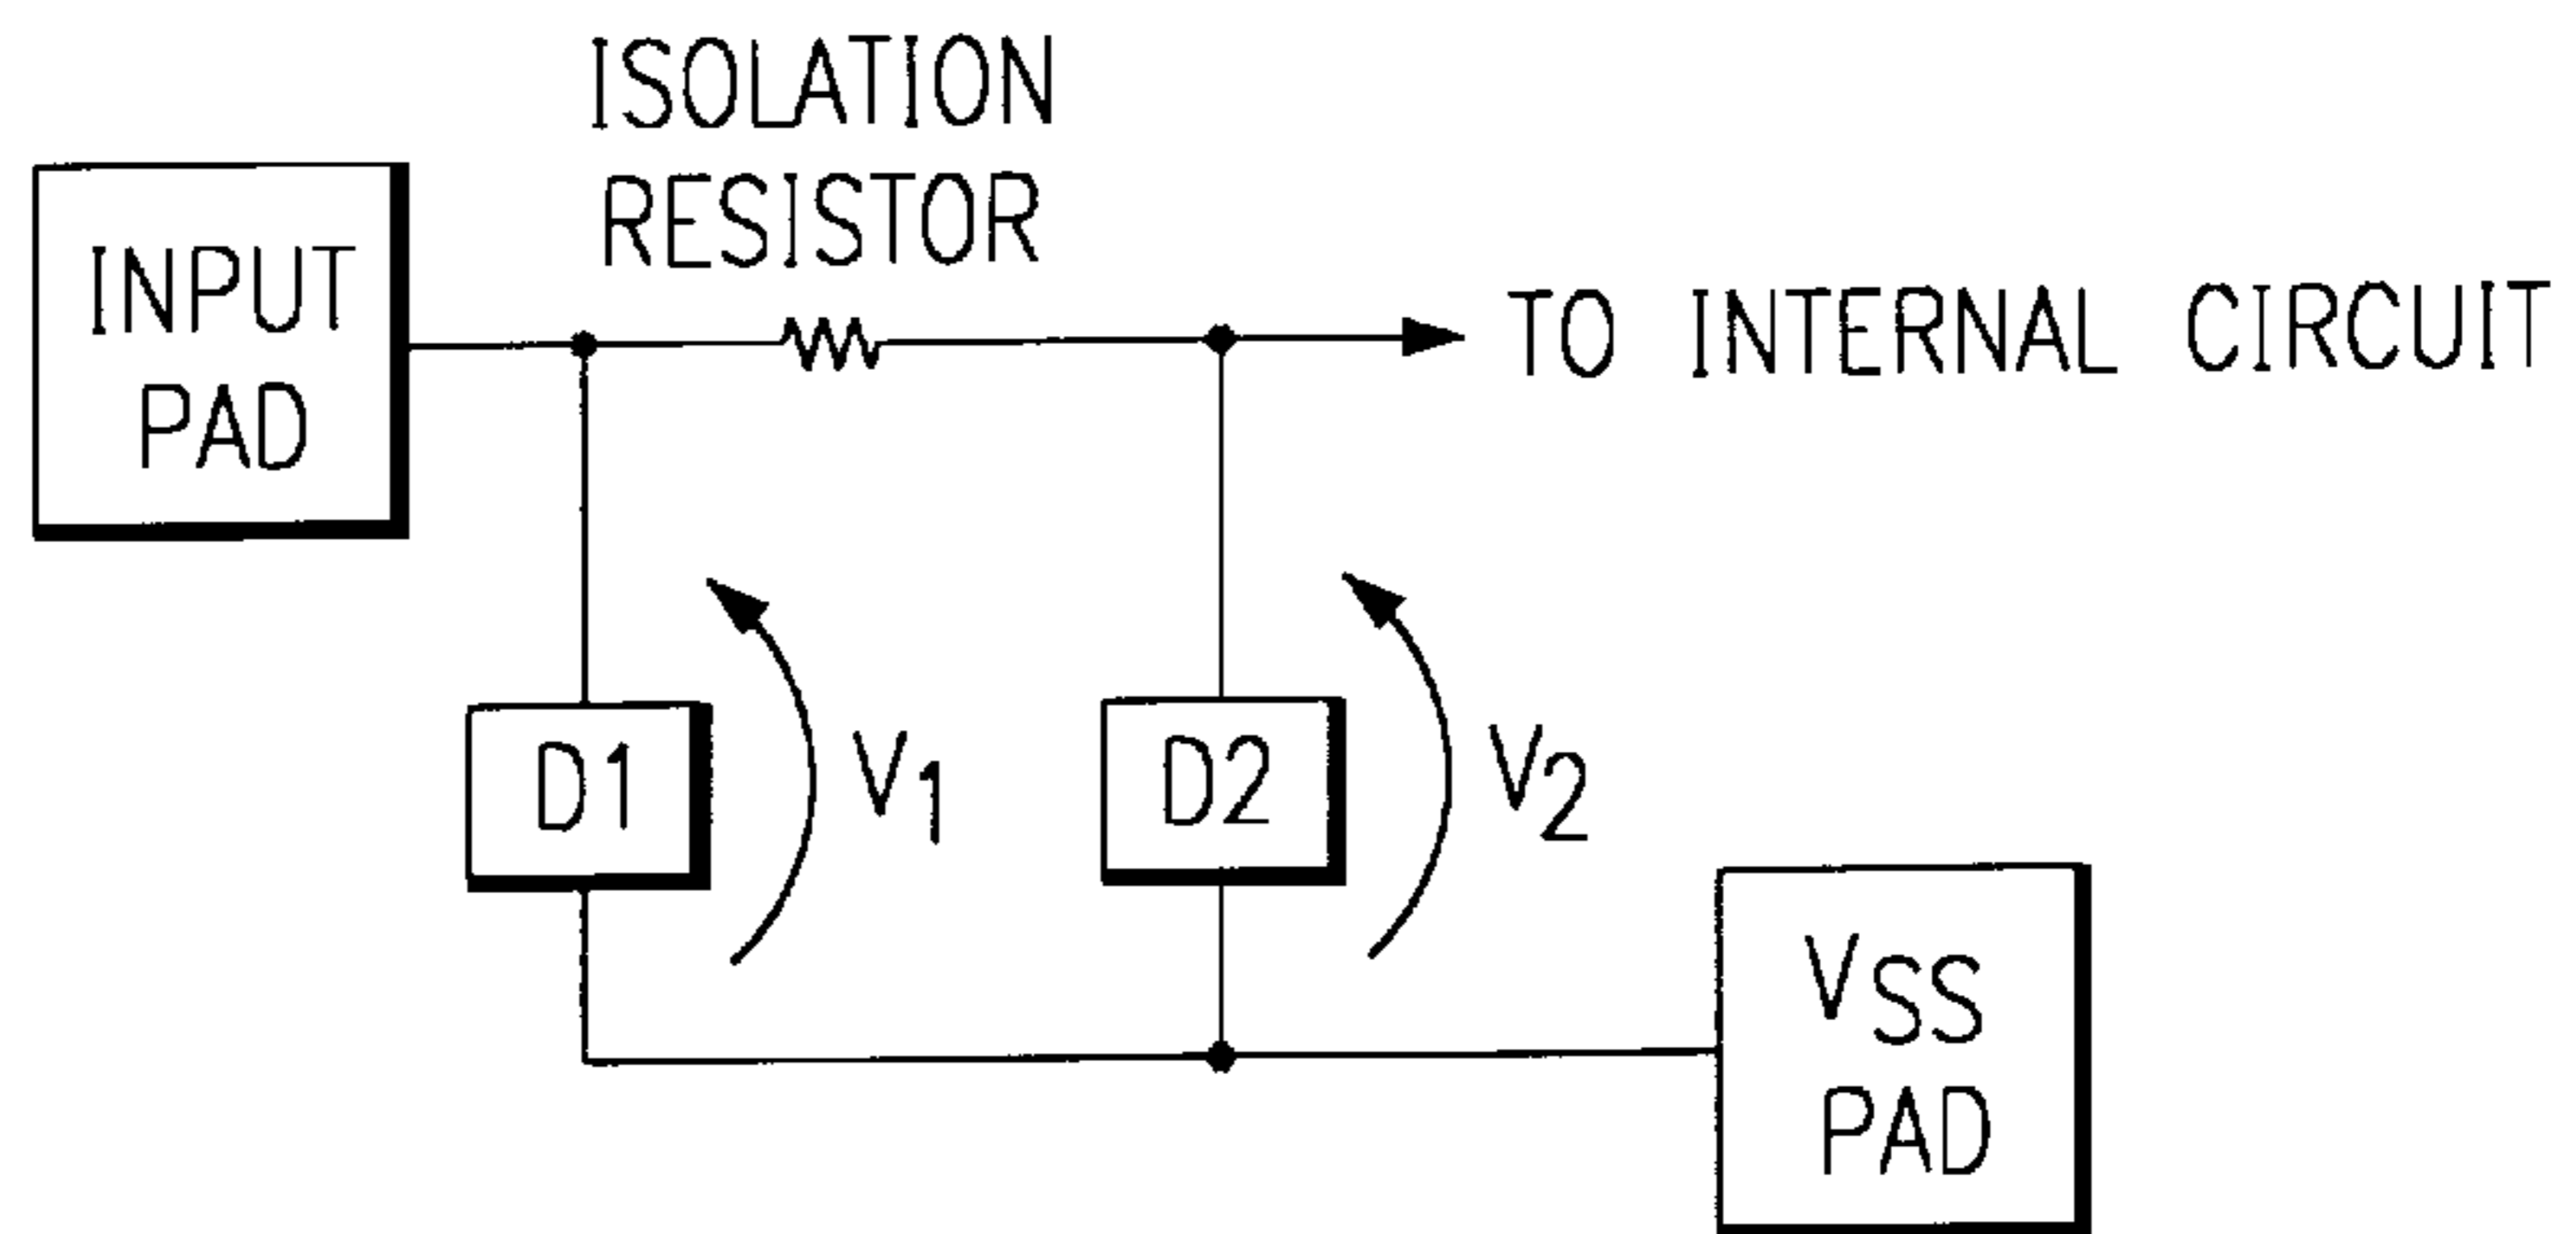 ISOLATION
RESISTOR
INPUT
PAD
TO INTERNAL CIRCUIT
D1
V1
D2
V2
VSS
PAD